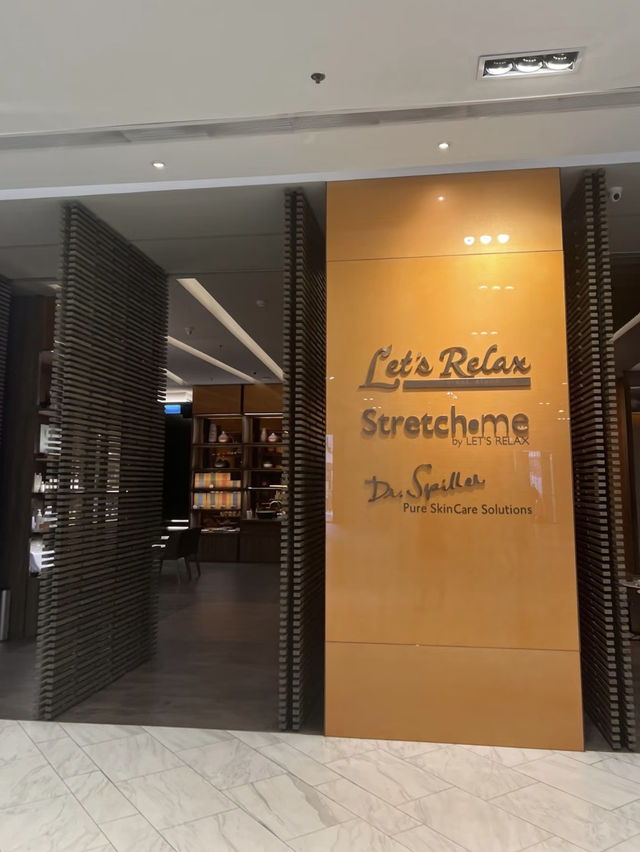 Let's Relax
Stretch•me
by LET'S RELAX
Dr. Spiller
Pure SkinCare Solutions